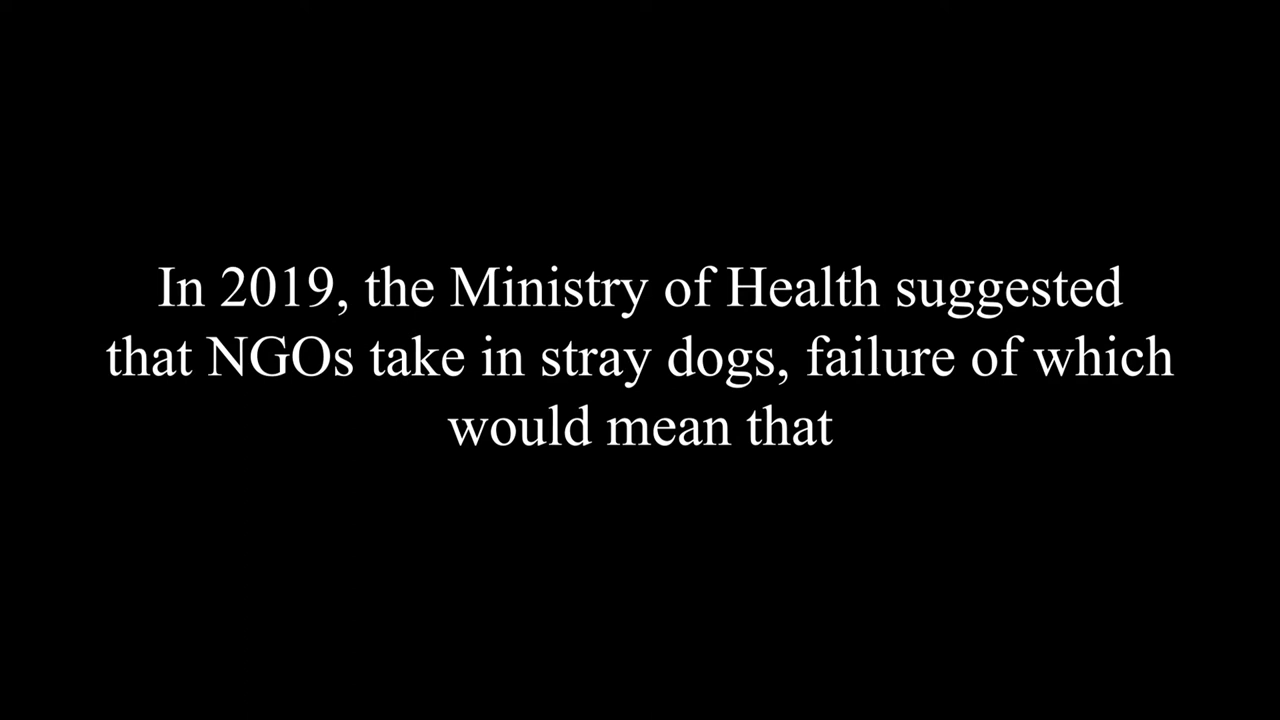 In 2019, the Ministry of Health suggested
that NGOs take in stray dogs, failure of which
would mean that